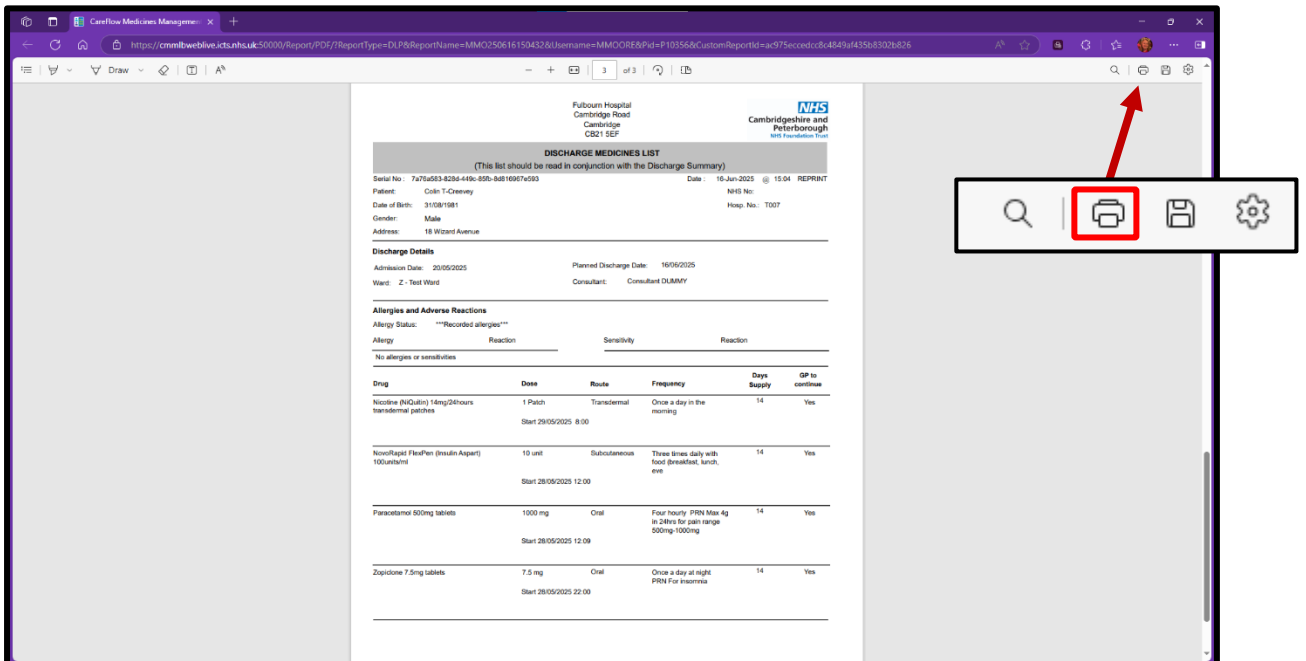 CareFlow Medicines Managemen
https://cmmlbweblive.icts.nhs.uk:50000/Report/PDF/?ReportType=DLP&ReportName=MMO250616150432&Username=MMOORE&Pid=P10356&CustomReportId=ac975eccedcc8c4849af435b8302b826
Draw
3 of 3
Fulbourn Hospital
Cambridge Road
Cambridge
CB21 5EF
NHS
Cambridgeshire and
Peterborough
NHS Foundation Trust
DISCHARGE MEDICINES LIST
(This list should be read in conjunction with the Discharge Summary)
Serial No : 7a76a583-828d-449c-85fb-8d816967e593 Date : 16-Jun-2025 @ 15:04 REPRINT
Patient: Colin T-Creevey NHS No:
Date of Birth: 31/08/1981 Hosp. No.: T007
Gender: Male
Address: 18 Wizard Avenue
Discharge Details
Admission Date: 20/05/2025 Planned Discharge Date: 16/06/2025
Ward: Z - Test Ward Consultant: Consultant DUMMY
Allergies and Adverse Reactions
Allergy Status: ***Recorded allergies***
Allergy Reaction Sensitivity Reaction
No allergies or sensitivities
Drug Dose Route Frequency Days Supply GP to continue
Nicotine (NiQuitin) 14mg/24hours 1 Patch Transdermal Once a day in the 14 Yes
transdermal patches morning
Start 29/05/2025 8:00
NovoRapid FlexPen (Insulin Aspart) 10 unit Subcutaneous Three times daily with 14 Yes
100units/ml food (breakfast, lunch,
eve
Start 28/05/2025 12:00
Paracetamol 500mg tablets 1000 mg Oral Four hourly PRN Max 4g 14 Yes
in 24hrs for pain range
500mg-1000mg
Start 28/05/2025 12:09
Zopiclone 7.5mg tablets 7.5 mg Oral Once a day at night 14 Yes
PRN For insomnia
Start 28/05/2025 22:00